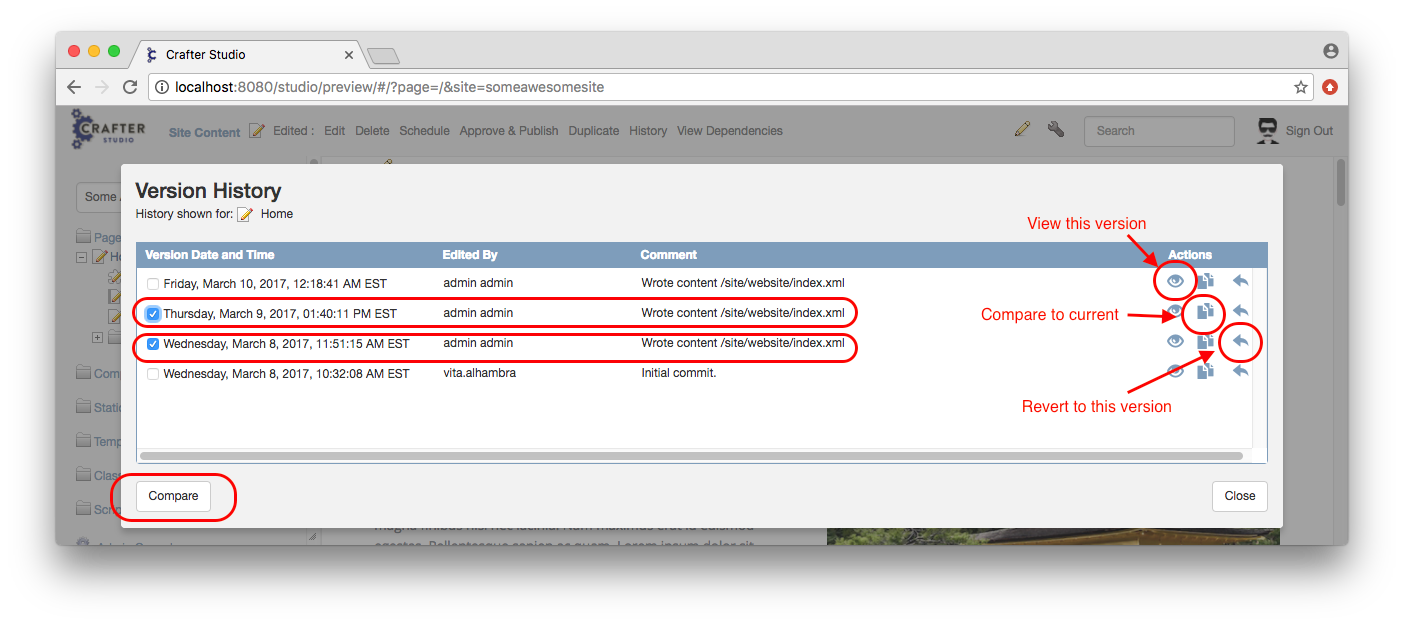 Crafter Studio
localhost:8080/studio/preview/#/?page=/&site=someawesomesite
CRAFTER STUDIO
Site Content Edited : Edit Delete Schedule Approve & Publish Duplicate History View Dependencies Search Sign Out
Some
Version History
History shown for: Home
View this version
Version Date and Time Edited By Comment Actions
Friday, March 10, 2017, 12:18:41 AM EST admin admin Wrote content /site/website/index.xml
Thursday, March 9, 2017, 01:40:11 PM EST admin admin Wrote content /site/website/index.xml
Compare to current
Wednesday, March 8, 2017, 11:51:15 AM EST admin admin Wrote content /site/website/index.xml
Wednesday, March 8, 2017, 10:32:08 AM EST vita.alhambra Initial commit.
Revert to this version
Compare Close